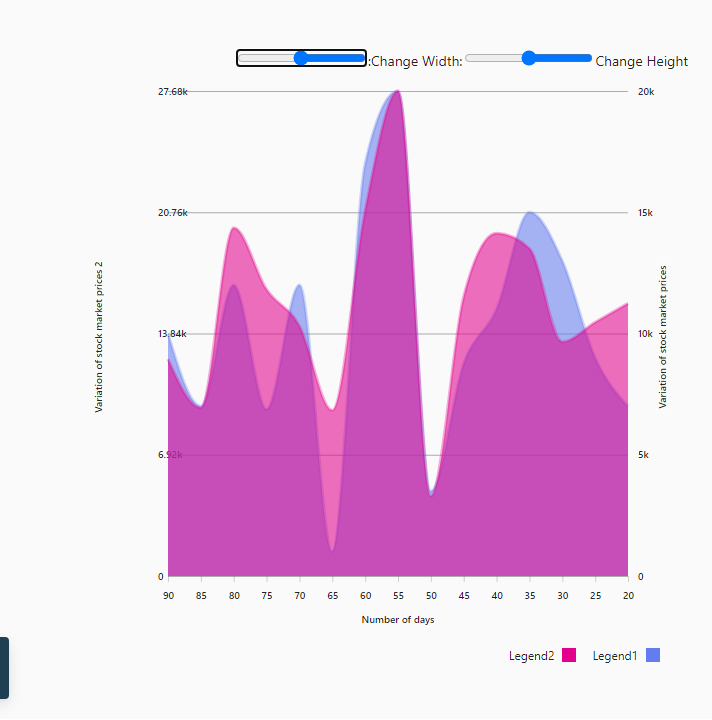 :Change Width:
Change Height
27.68k
20k
20.76k
15k
13.84k
10k
6.92k
5k
0
0
Variation of stock market prices 2
Variation of stock market prices
90 85 80 75 70 65 60 55 50 45 40 35 30 25 20
Number of days
Legend2 Legend1